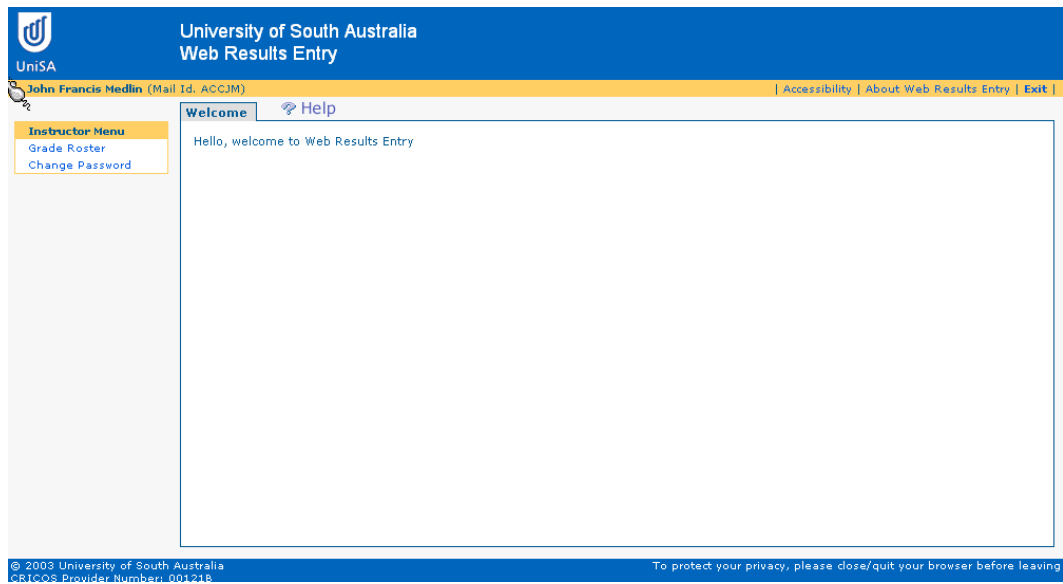 UniSA
University of South Australia
Web Results Entry
John Francis Medlin (Mail Id. ACCJM)
| Accessibility | About Web Results Entry | Exit |
Welcome
? Help
Instructor Menu
Grade Roster
Change Password
Hello, welcome to Web Results Entry
© 2003 University of South Australia
CRICOS Provider Number: 00121B
To protect your privacy, please close/quit your browser before leaving